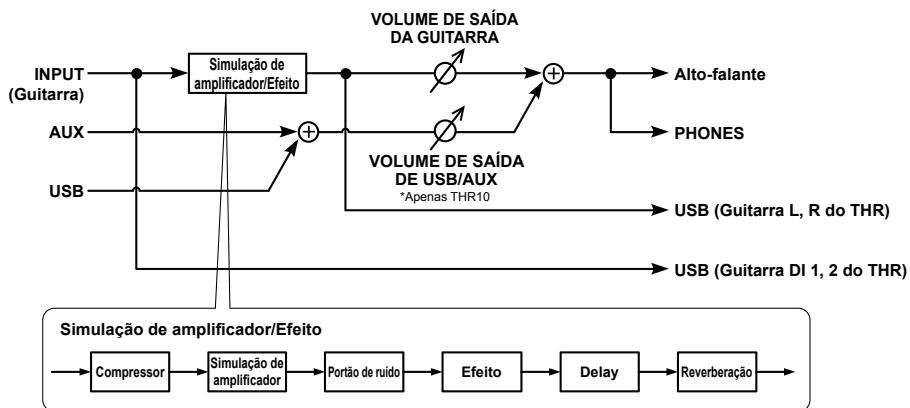 VOLUME DE SAÍDA
DA GUITARRA
INPUT
(Guitarra)
Simulação de
amplificador/Efeito
Alto-falante
AUX
PHONES
USB
VOLUME DE SAÍDA
DE USB/AUX
*Apenas THR10
USB (Guitarra L, R do THR)
USB (Guitarra DI 1, 2 do THR)
Simulação de amplificador/Efeito
Compressor
Simulação de
amplificador
Portão de ruído
Efeito
Delay
Reverberação